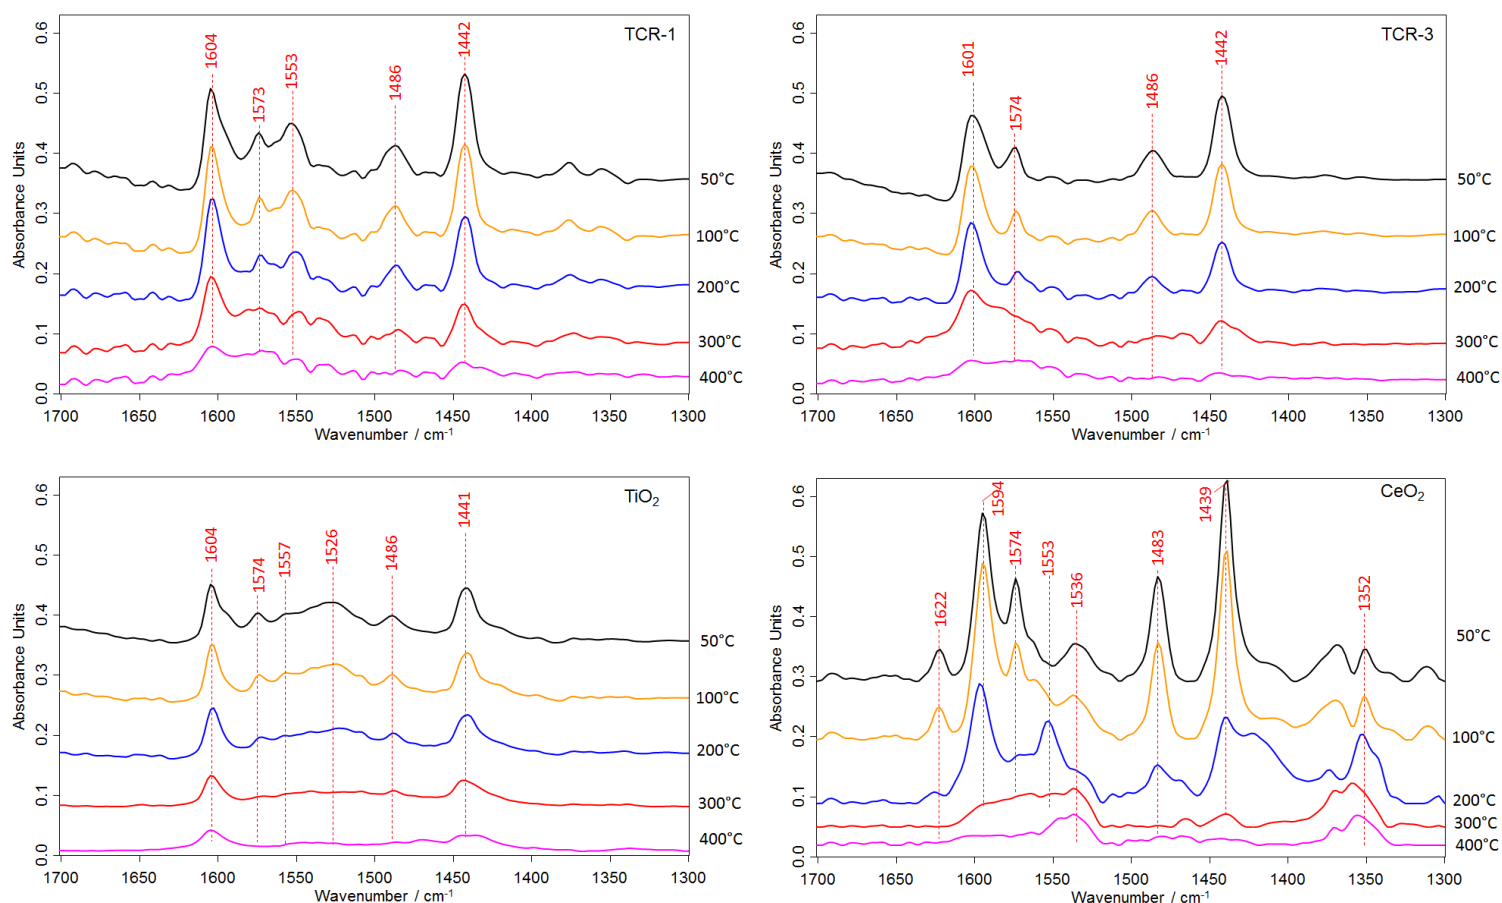 TCR-1
1604
1573
1553
1486
1442
0.6
0.5
0.4
0.3
0.2
0.1
0.0
Absorbance Units
50°C
100°C
200°C
300°C
400°C
1700 1650 1600 1550 1500 1450 1400 1350 1300
Wavenumber / cm-1
TCR-3
1601
1574
1486
1442
0.6
0.5
0.4
0.3
0.2
0.1
0.0
Absorbance Units
50°C
100°C
200°C
300°C
400°C
1700 1650 1600 1550 1500 1450 1400 1350 1300
Wavenumber / cm-1
TiO2
1604
1574
1557
1526
1486
1441
0.6
0.5
0.4
0.3
0.2
0.1
0.0
Absorbance Units
50°C
100°C
200°C
300°C
400°C
1700 1650 1600 1550 1500 1450 1400 1350 1300
Wavenumber / cm-1
CeO2
1622
1594
1574
1553
1536
1483
1439
1352
0.6
0.5
0.4
0.3
0.2
0.1
0.0
Absorbance Units
50°C
100°C
200°C
300°C
400°C
1700 1650 1600 1550 1500 1450 1400 1350 1300
Wavenumber / cm-1